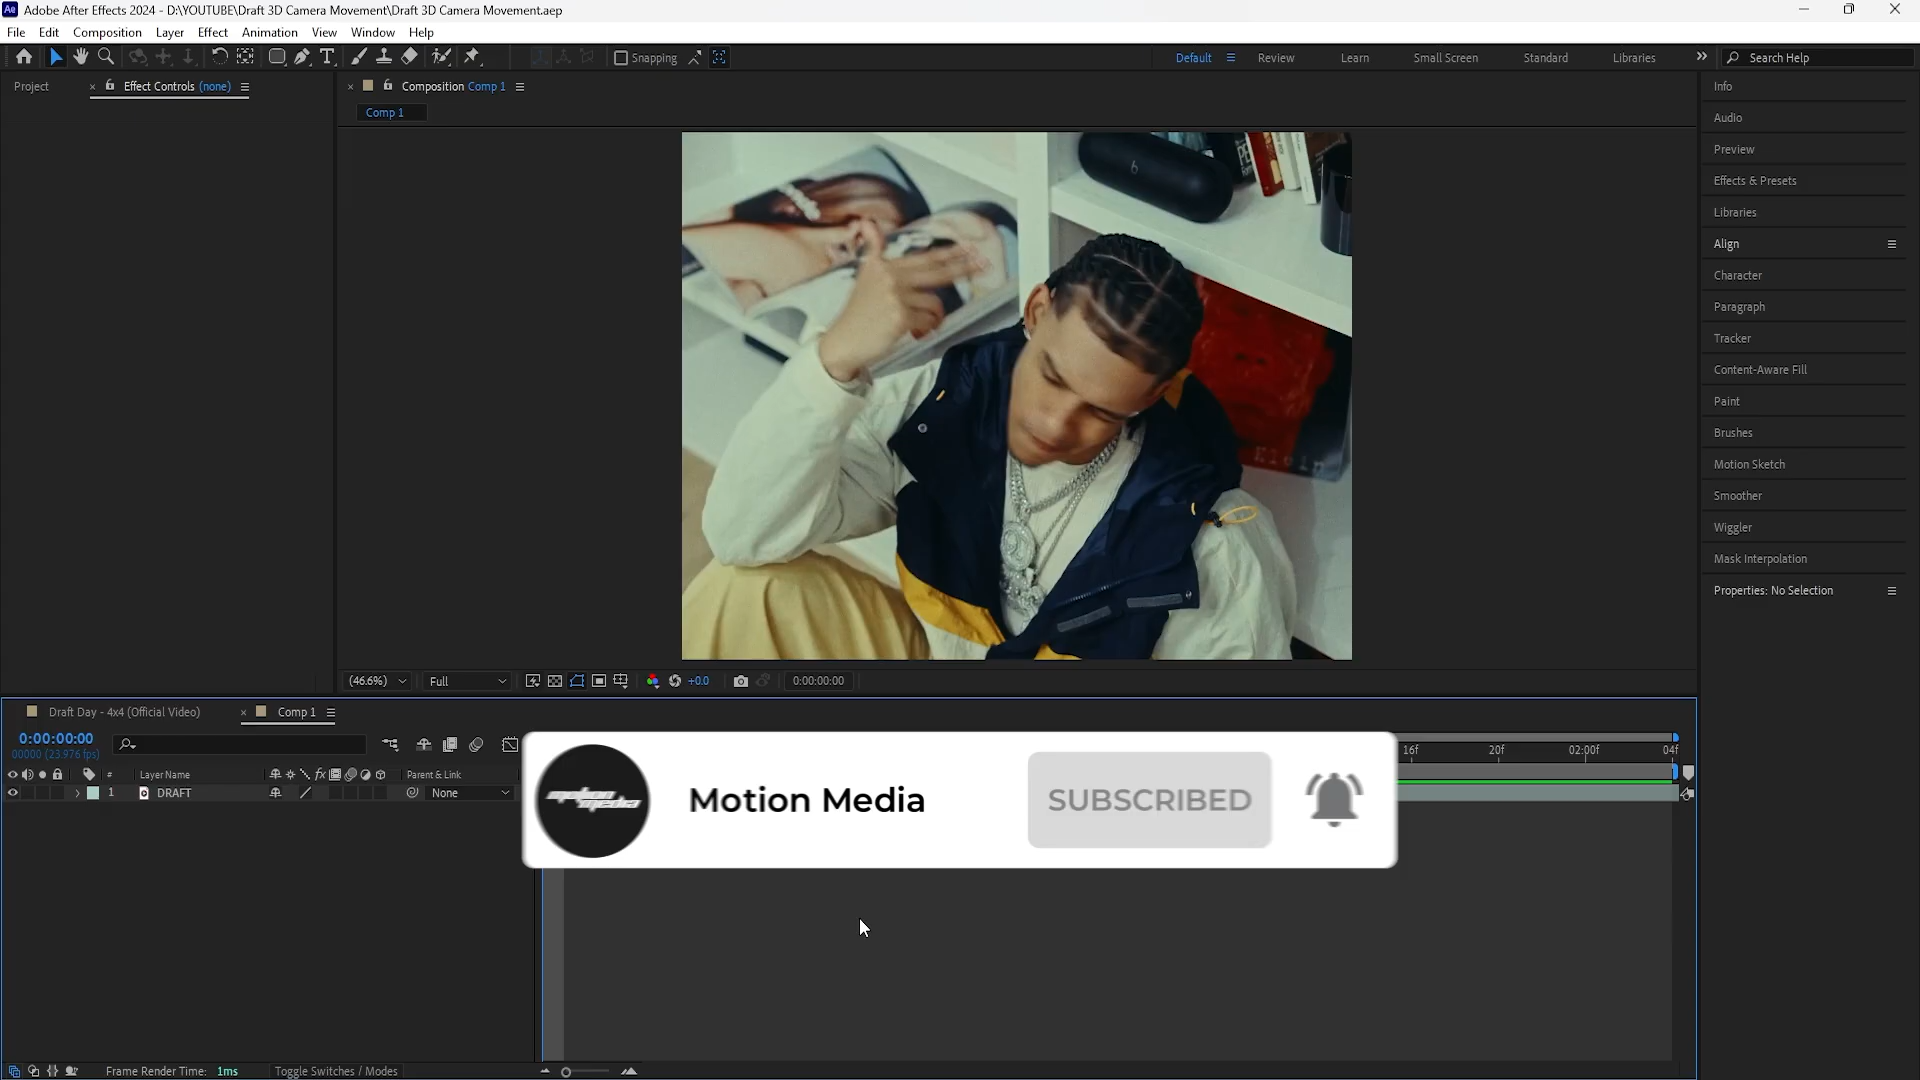 Adobe After Effects 2024 - D:\YOUTUBE\Draft 3D Camera Movement\Draft 3D Camera Movement.aep
File Edit Composition Layer Effect Animation View Window Help
Snapping
Default Review Learn Small Screen Standard Libraries Search Help
Project Effect Controls (none)
Composition Comp 1
Comp 1
Klein
Info
Audio
Preview
Effects & Presets
Libraries
Align
Character
Paragraph
Tracker
Content-Aware Fill
Paint
Brushes
Motion Sketch
Smoother
Wiggler
Mask Interpolation
Properties: No Selection
(46.6%) Full +0.0 0:00:00:00
Draft Day - 4x4 (Official Video) Comp 1
0:00:00:00
00000 (23.976 fps)
16f 20f 02:00f 04f
# Layer Name fx Parent & Link
1 DRAFT None
motion media
Motion Media
SUBSCRIBED
Frame Render Time: 1ms Toggle Switches / Modes